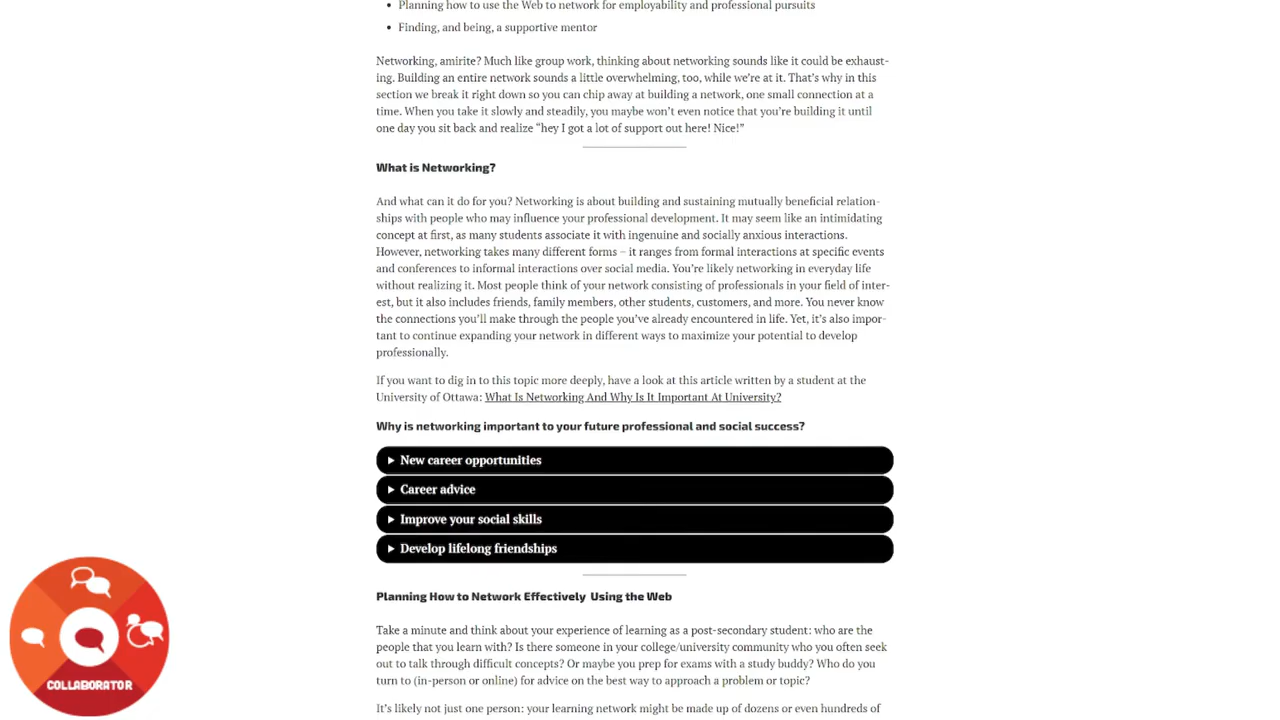 Planning how to use the Web to network for employability and professional pursuits
Finding, and being, a supportive mentor
Networking, amirite? Much like group work, thinking about networking sounds like it could be exhaust-
ing. Building an entire network sounds a little overwhelming, too, while we're at it. That's why in this
section we break it right down so you can chip away at building a network, one small connection at a
time. When you take it slowly and steadily, you maybe won't even notice that you're building it until
one day you sit back and realize "hey I got a lot of support out here! Nice!"
What is Networking?
And what can it do for you? Networking is about building and sustaining mutually beneficial relation-
ships with people who may influence your professional development. It may seem like an intimidating
concept at first, as many students associate it with ingenuine and socially anxious interactions.
However, networking takes many different forms – it ranges from formal interactions at specific events
and conferences to informal interactions over social media. You're likely networking in everyday life
without realizing it. Most people think of your network consisting of professionals in your field of inter-
est, but it also includes friends, family members, other students, customers, and more. You never know
the connections you'll make through the people you've already encountered in life. Yet, it's also impor-
tant to continue expanding your network in different ways to maximize your potential to develop
professionally.
If you want to dig in to this topic more deeply, have a look at this article written by a student at the
University of Ottawa: What Is Networking And Why Is It Important At University?
Why is networking important to your future professional and social success?
New career opportunities
Career advice
Improve your social skills
Develop lifelong friendships
Planning How to Network Effectively Using the Web
Take a minute and think about your experience of learning as a post-secondary student: who are the
people that you learn with? Is there someone in your college/university community who you often seek
out to talk through difficult concepts? Or maybe you prep for exams with a study buddy? Who do you
turn to (in-person or online) for advice on the best way to approach a problem or topic?
It's likely not just one person: your learning network might be made up of dozens or even hundreds of
COLLABORATOR